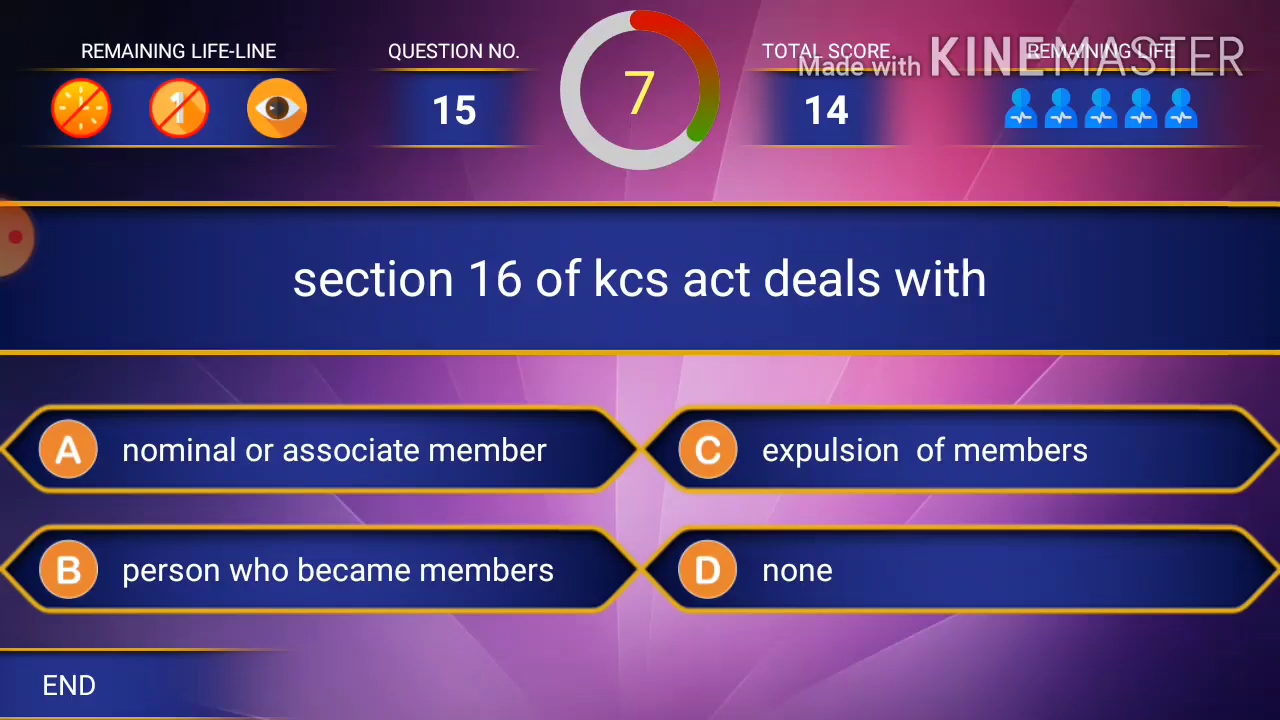 REMAINING LIFE-LINE
QUESTION NO.
TOTAL SCORE
REMAINING LIFE
Made with KINEMASTER
1
15
7
14
section 16 of kcs act deals with
A nominal or associate member
C expulsion of members
B person who became members
D none
END